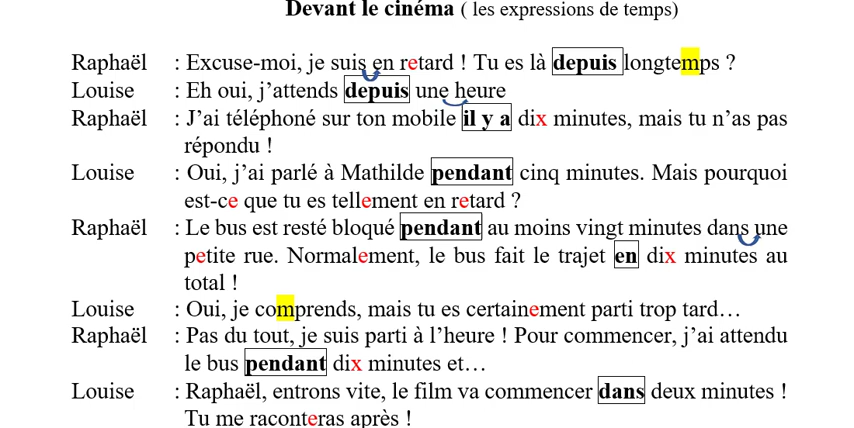 Devant le cinéma ( les expressions de temps)
Raphaël : Excuse-moi, je suis en retard ! Tu es là depuis longtemps ?
Louise : Eh oui, j’attends depuis une heure
Raphaël : J’ai téléphoné sur ton mobile il y a dix minutes, mais tu n’as pas
répondu !
Louise : Oui, j’ai parlé à Mathilde pendant cinq minutes. Mais pourquoi
est-ce que tu es tellement en retard ?
Raphaël : Le bus est resté bloqué pendant au moins vingt minutes dans une
petite rue. Normalement, le bus fait le trajet en dix minutes au
total !
Louise : Oui, je comprends, mais tu es certainement parti trop tard…
Raphaël : Pas du tout, je suis parti à l’heure ! Pour commencer, j’ai attendu
le bus pendant dix minutes et…
Louise : Raphaël, entrons vite, le film va commencer dans deux minutes !
Tu me raconteras après !